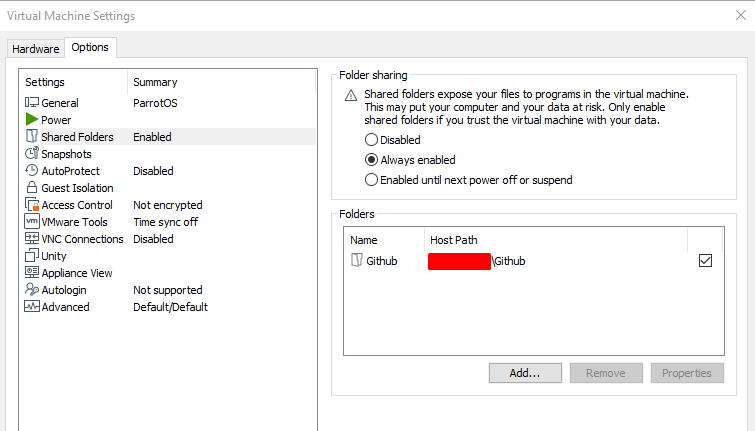 Virtual Machine Settings
Hardware
Options
Settings Summary
General ParrotOS
Power
Shared Folders Enabled
Snapshots
AutoProtect Disabled
Guest Isolation
Access Control Not encrypted
vm VMware Tools Time sync off
VNC Connections Disabled
Unity
Appliance View
Autologin Not supported
Advanced Default/Default
Folder sharing
Shared folders expose your files to programs in the virtual machine.
This may put your computer and your data at risk. Only enable
shared folders if you trust the virtual machine with your data.
Disabled
Always enabled
Enabled until next power off or suspend
Folders
Name Host Path
Github \Github
Add... Remove Properties